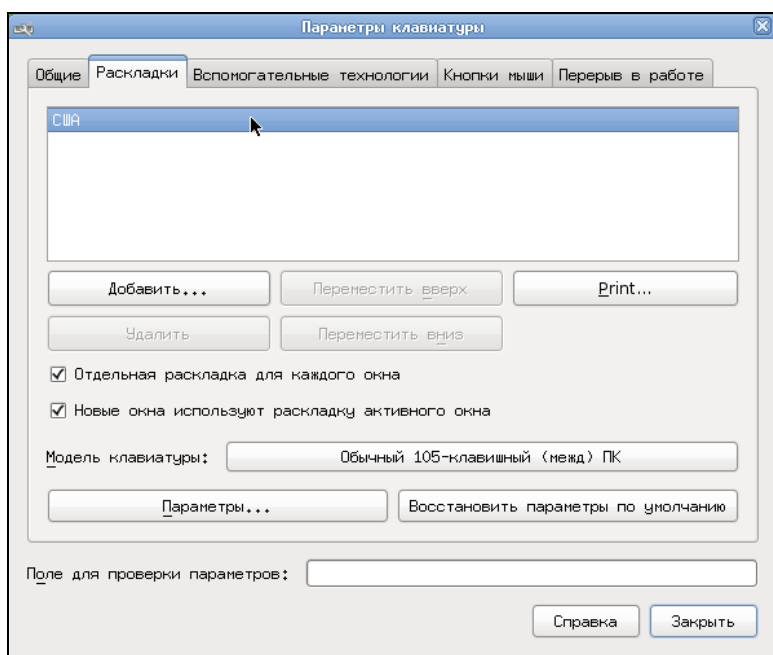 Параметры клавиатуры
Общие Раскладки Вспомогательные технологии Кнопки мыши Перерыв в работе
США
Добавить... Переместить вверх Print...
Удалить Переместить вниз
Отдельная раскладка для каждого окна
Новые окна используют раскладку активного окна
Модель клавиатуры: Обычный 105-клавишный (межд) ПК
Параметры... Восстановить параметры по умолчанию
Поле для проверки параметров:
Справка Закрыть